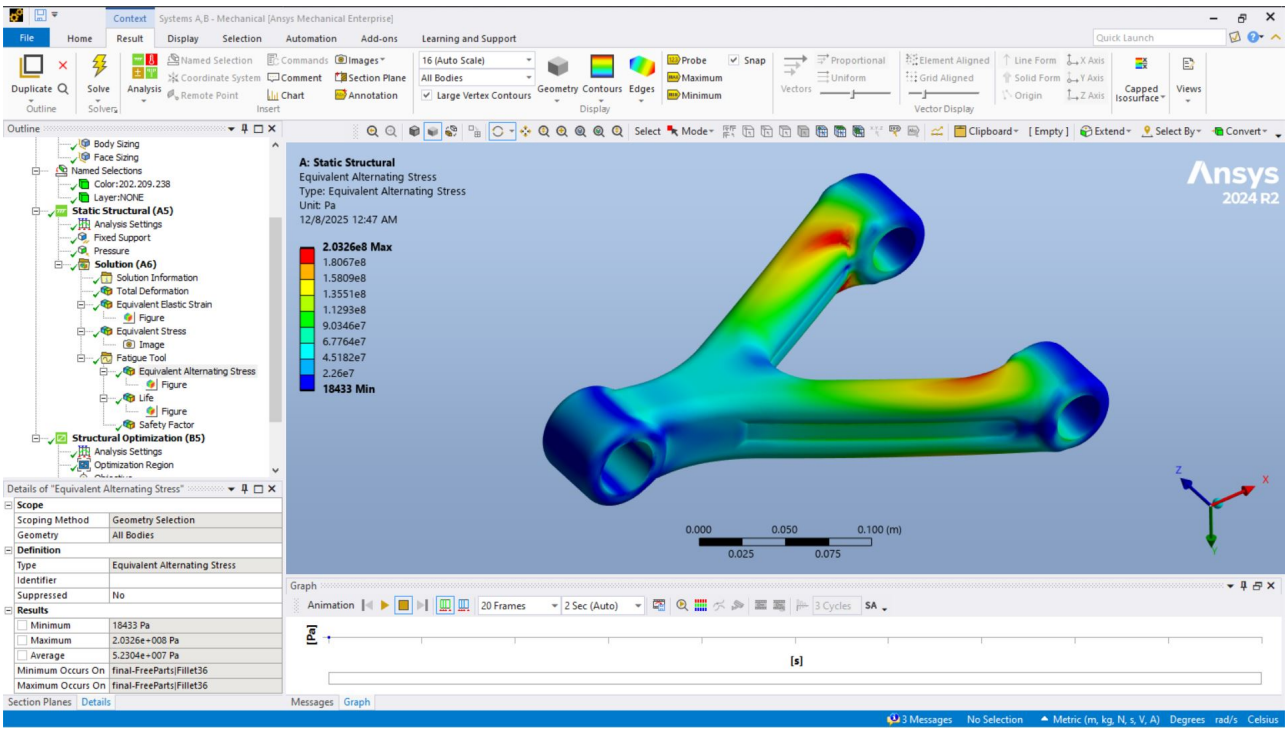 Context Systems A,B - Mechanical [Ansys Mechanical Enterprise]
File Home Result Display Selection Automation Add-ons Learning and Support Quick Launch
Duplicate
Outline
Solve
Solver
Analysis
Named Selection
Coordinate System
Remote Point
Commands
Comment
Chart
Images
Section Plane
Annotation
Insert
16 (Auto Scale)
All Bodies
Large Vertex Contours
Geometry Contours Edges
Display
Probe
Maximum
Minimum
Snap
Vectors
Proportional
Uniform
Element Aligned
Grid Aligned
Line Form
Solid Form
Origin
X Axis
Y Axis
Z Axis
Vector Display
Capped
Isosurface
Views
Outline
Select Mode Clipboard [ Empty ] Extend Select By Convert
Body Sizing
Face Sizing
Named Selections
Color:202.209.238
Layer:NONE
Static Structural (A5)
Analysis Settings
Fixed Support
Pressure
Solution (A6)
Solution Information
Total Deformation
Equivalent Elastic Strain
Figure
Equivalent Stress
Image
Fatigue Tool
Equivalent Alternating Stress
Figure
Life
Figure
Safety Factor
Structural Optimization (B5)
Analysis Settings
Optimization Region
Details of "Equivalent Alternating Stress"
Scope
Scoping Method Geometry Selection
Geometry All Bodies
Definition
Type Equivalent Alternating Stress
Identifier
Suppressed No
Results
Minimum 18433 Pa
Maximum 2.0326e+008 Pa
Average 5.2304e+007 Pa
Minimum Occurs On final-FreeParts|Fillet36
Maximum Occurs On final-FreeParts|Fillet36
Section Planes Details
A: Static Structural
Equivalent Alternating Stress
Type: Equivalent Alternating Stress
Unit: Pa
12/8/2025 12:47 AM
2.0326e8 Max
1.8067e8
1.5809e8
1.3551e8
1.1293e8
9.0346e7
6.7764e7
4.5182e7
2.26e7
18433 Min
Ansys
2024 R2
0.000 0.050 0.100 (m)
0.025 0.075
Z
X
Y
Graph
Animation 20 Frames 2 Sec (Auto) 3 Cycles SA
[Pa]
[s]
Messages Graph
3 Messages No Selection Metric (m, kg, N, s, V, A) Degrees rad/s Celsius